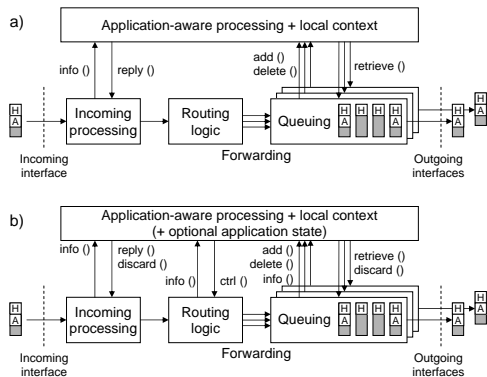 a)
Application-aware processing + local context
info ()
reply ()
add ()
delete ()
retrieve ()
H
A
Incoming
processing
Routing
logic
Queuing
H
A
H
H
H
A
H
A
H
A
Forwarding
Incoming
interface
Outgoing
interfaces
b)
Application-aware processing + local context
(+ optional application state)
info ()
reply ()
discard ()
info ()
ctrl ()
add ()
delete ()
info ()
retrieve ()
discard ()
H
A
Incoming
processing
Routing
logic
Queuing
H
A
H
H
H
A
H
A
H
A
Forwarding
Incoming
interface
Outgoing
interfaces